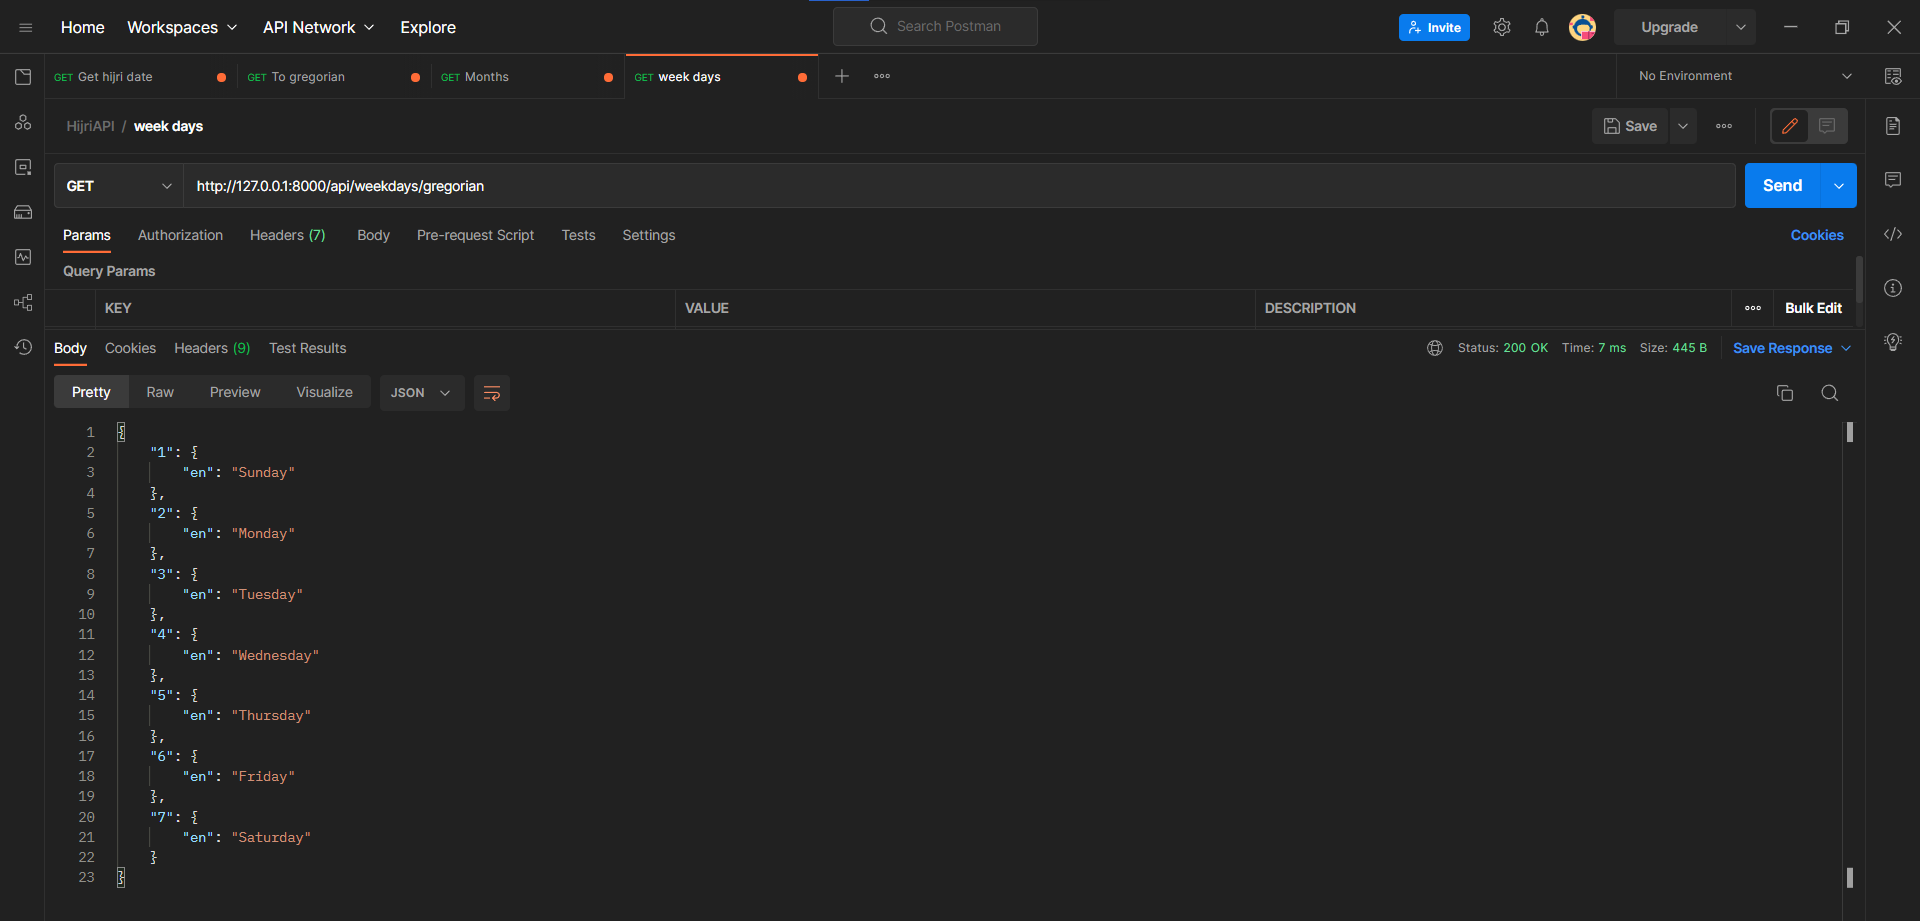 Home Workspaces API Network Explore Search Postman Invite Upgrade
GET Get hijri date GET To gregorian GET Months GET week days No Environment
HijriAPI / week days Save
GET http://127.0.0.1:8000/api/weekdays/gregorian Send
Params Authorization Headers (7) Body Pre-request Script Tests Settings Cookies
Query Params
KEY VALUE DESCRIPTION Bulk Edit
Body Cookies Headers (9) Test Results Status: 200 OK Time: 7 ms Size: 445 B Save Response
Pretty Raw Preview Visualize JSON
1 {
2 "1": {
3 "en": "Sunday"
4 },
5 "2": {
6 "en": "Monday"
7 },
8 "3": {
9 "en": "Tuesday"
10 },
11 "4": {
12 "en": "Wednesday"
13 },
14 "5": {
15 "en": "Thursday"
16 },
17 "6": {
18 "en": "Friday"
19 },
20 "7": {
21 "en": "Saturday"
22 }
23 }